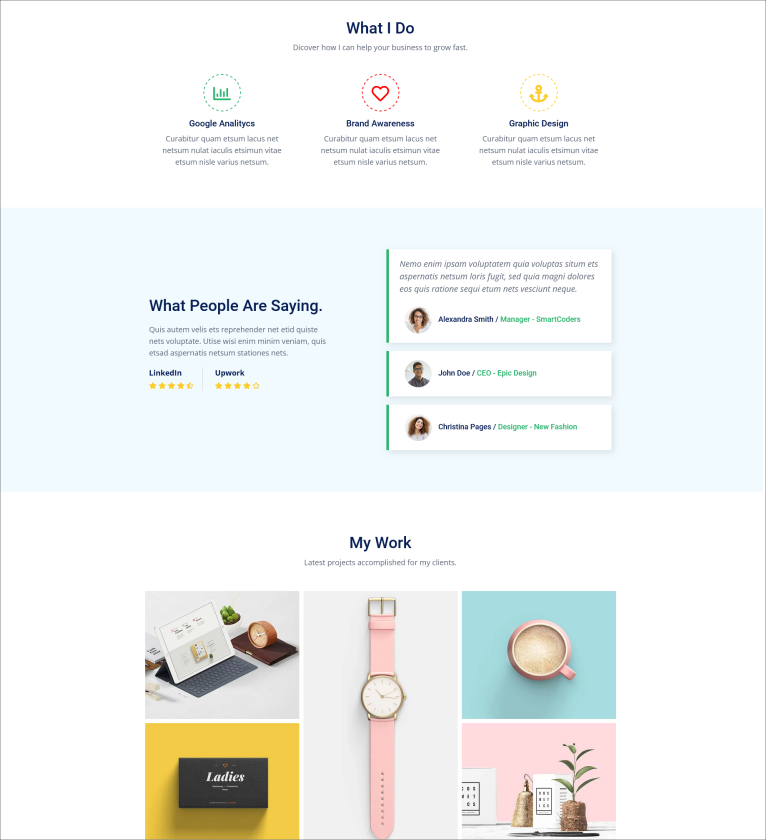 What I Do
Dicover how I can help your business to grow fast.
Google Analitycs
Curabitur quam etsum lacus net
netsum nulat iaculis etsimun vitae
etsum nisle varius netsum.
Brand Awareness
Curabitur quam etsum lacus net
netsum nulat iaculis etsimun vitae
etsum nisle varius netsum.
Graphic Design
Curabitur quam etsum lacus net
netsum nulat iaculis etsimun vitae
etsum nisle varius netsum.
What People Are Saying.
Quis autem velis ets reprehender net etid quiste
nets voluptate. Utise wisi enim minim veniam, quis
etsad aspernatis netsum stationes nets.
LinkedIn
Upwork
Nemo enim ipsam voluptatem quia voluptas situm ets
aspernatis netsum loris fugit, sed quia magni dolores
eos quis ratione sequi etum nets vesciunt neque.
Alexandra Smith / Manager - SmartCoders
John Doe / CEO - Epic Design
Christina Pages / Designer - New Fashion
My Work
Latest projects accomplished for my clients.
Ladies
COS
MET
ICS